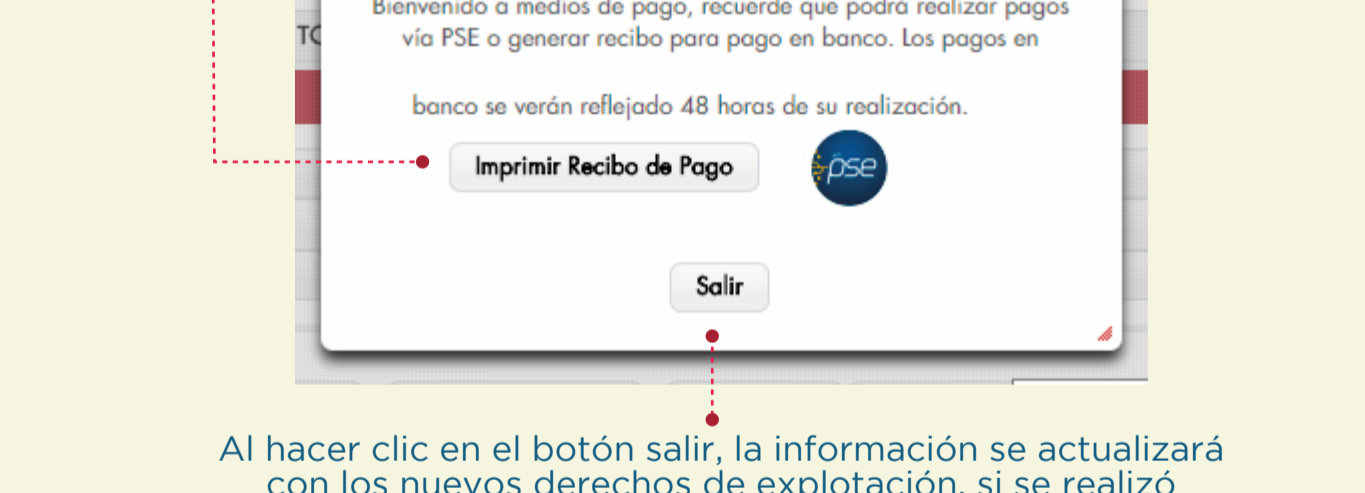 Bienvenido a medios de pago, recuerde que podrá realizar pagos
TO
vía PSE o generar recibo para pago en banco. Los pagos en
banco se verán reflejado 48 horas de su realización.
Imprimir Recibo de Pago
pse
Salir
Al hacer clic en el botón salir, la información se actualizará
con los nuevos derechos de explotación, si se realizó